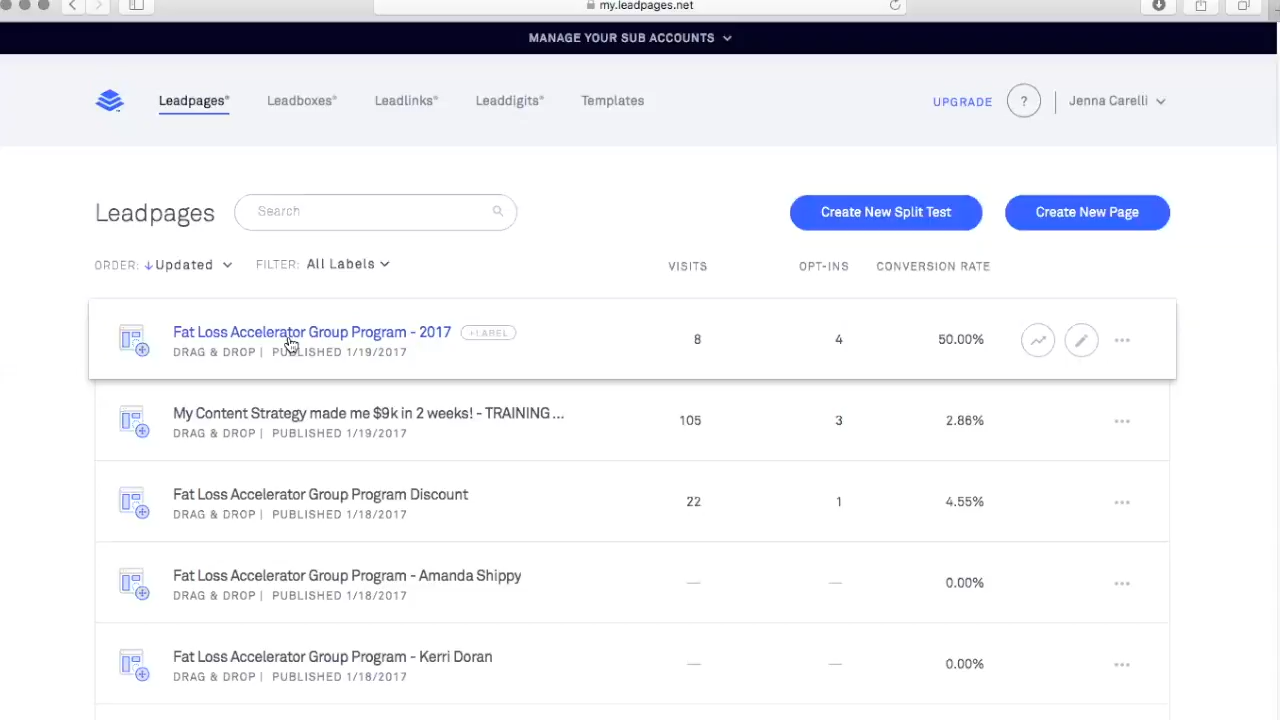 my.leadpages.net
MANAGE YOUR SUB ACCOUNTS
Leadpages® Leadboxes® Leadlinks® Leaddigits® Templates UPGRADE ? Jenna Carelli
Leadpages Search Create New Split Test Create New Page
ORDER: Updated FILTER: All Labels VISITS OPT-INS CONVERSION RATE
Fat Loss Accelerator Group Program - 2017 +LABEL 8 4 50.00%
DRAG & DROP | PUBLISHED 1/19/2017
My Content Strategy made me $9k in 2 weeks! - TRAINING ... 105 3 2.86%
DRAG & DROP | PUBLISHED 1/19/2017
Fat Loss Accelerator Group Program Discount 22 1 4.55%
DRAG & DROP | PUBLISHED 1/18/2017
Fat Loss Accelerator Group Program - Amanda Shippy — — 0.00%
DRAG & DROP | PUBLISHED 1/18/2017
Fat Loss Accelerator Group Program - Kerri Doran — — 0.00%
DRAG & DROP | PUBLISHED 1/18/2017